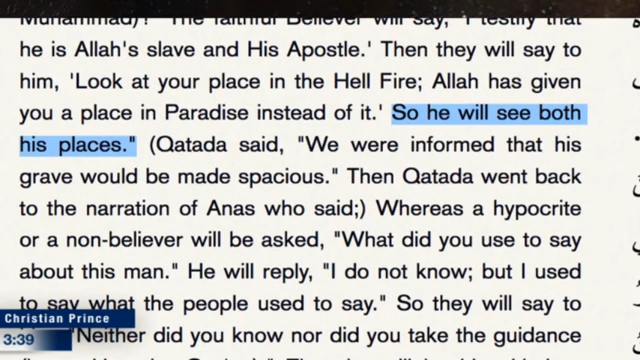 Muhammad)? The faithful Believer will say, 'I testify that
he is Allah's slave and His Apostle.' Then they will say to
him, 'Look at your place in the Hell Fire; Allah has given
you a place in Paradise instead of it.' So he will see both
his places." (Qatada said, "We were informed that his
grave would be made spacious." Then Qatada went back
to the narration of Anas who said;) Whereas a hypocrite
or a non-believer will be asked, "What did you use to say
about this man." He will reply, "I do not know; but I used
to say what the people used to say." So they will say to
'Neither did you know nor did you take the guidance
Christian Prince
3:39